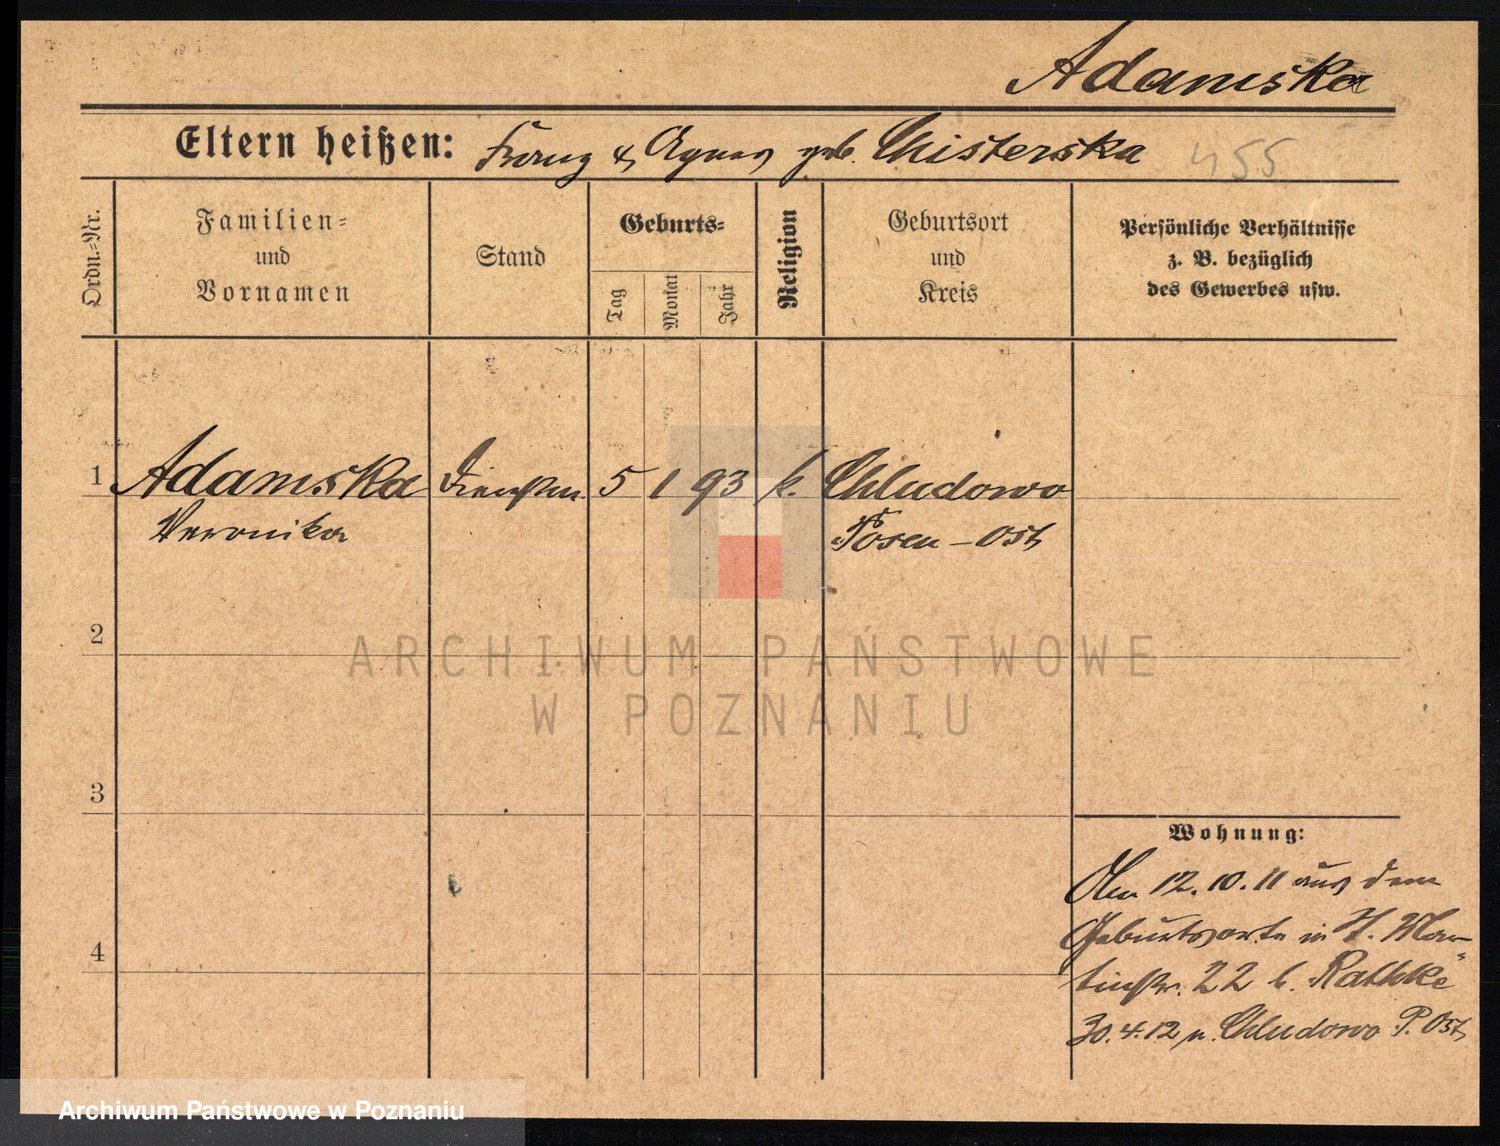 Adamska
Eltern heißen: Franz & Agnes geb. Chisterska 455
Ordn.=Nr.
Familien=
und
Vornamen
Stand
Geburts=
Tag
Monat
Jahr
Religion
Geburtsort
und
Kreis
Persönliche Verhältnisse
z. B. bezüglich
des Gewerbes usw.
1 Adamska Dienstm. 5 1 93 k. Chludowo
Veronika Posen-Ost
2
3
4
Wohnung:
12.10.11 aus dem
Geburtsorte in St. Mar-
tinstr. 22 b. Rathke
30.4.12 n. Chludowo P. Ost
ARCHIWUM PAŃSTWOWE
W POZNANIU
Archiwum Państwowe w Poznaniu